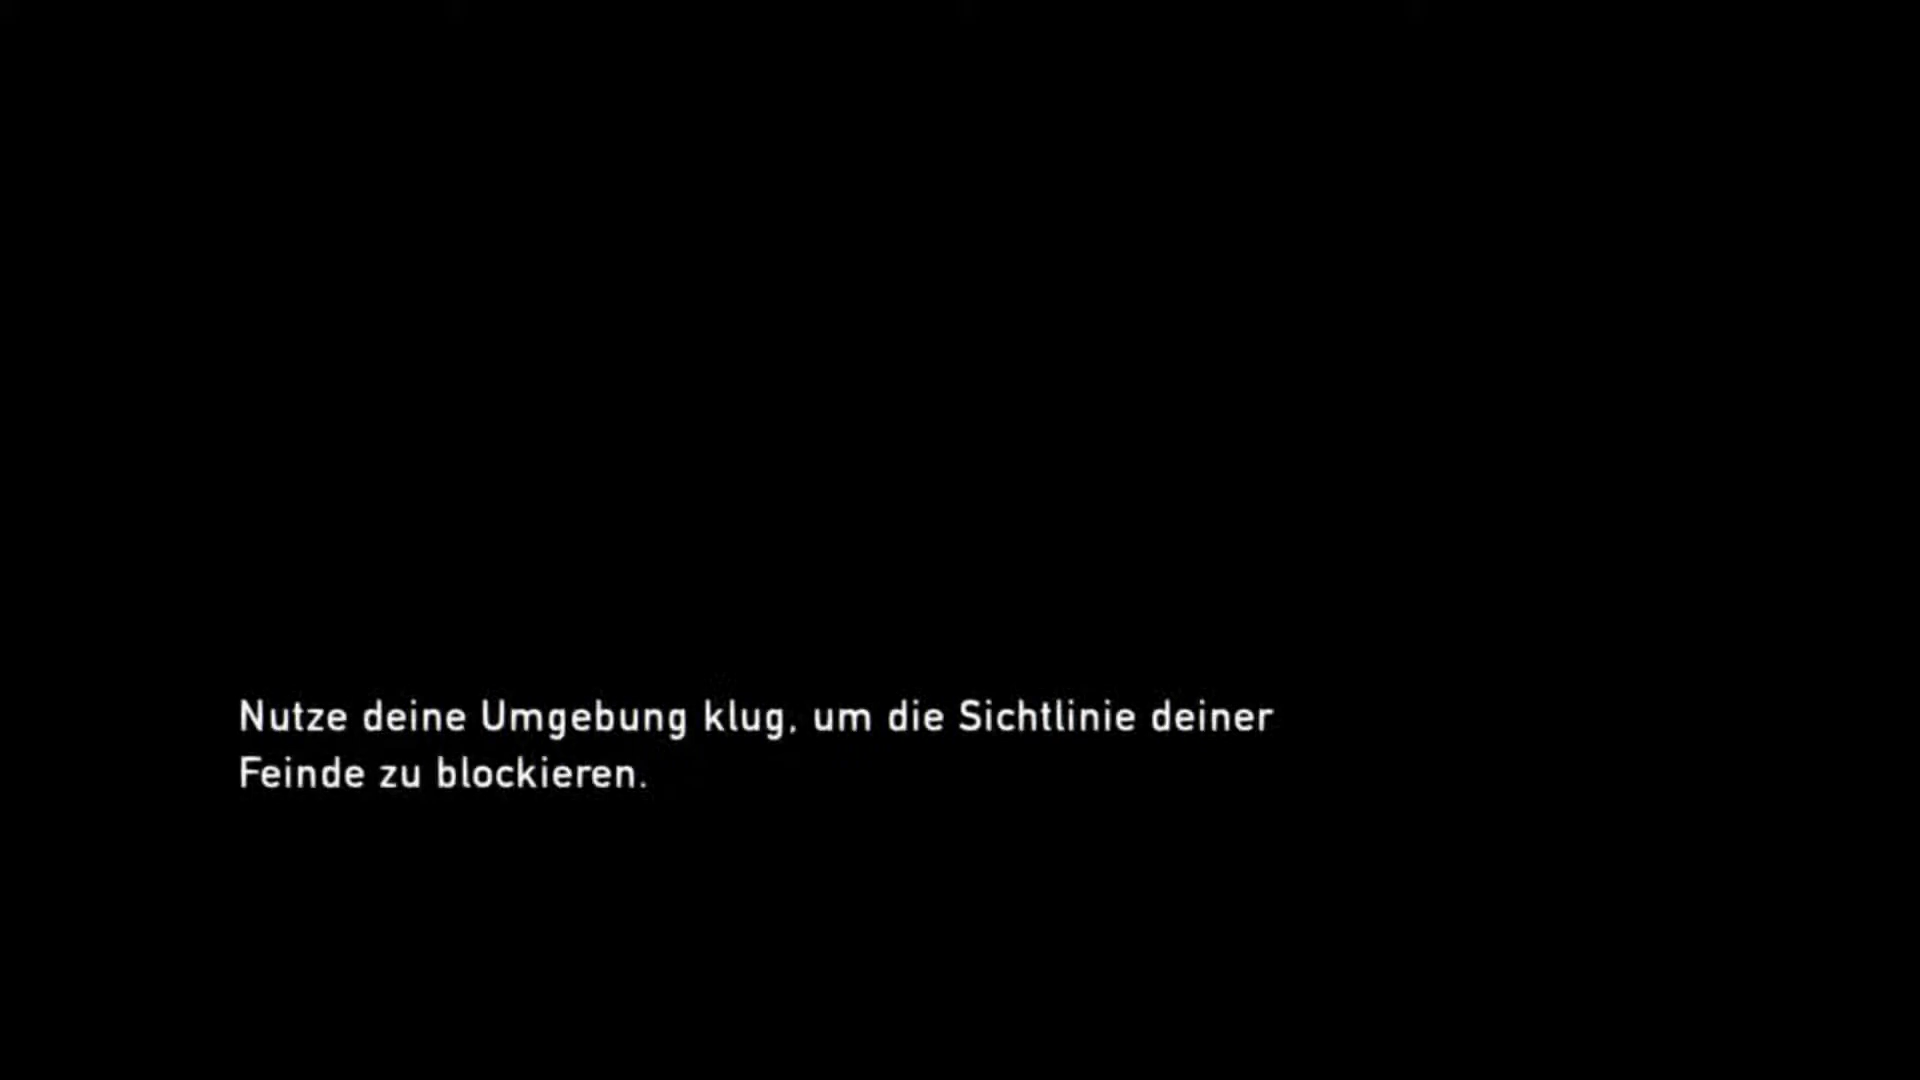 Nutze deine Umgebung klug, um die Sichtlinie deiner
Feinde zu blockieren.